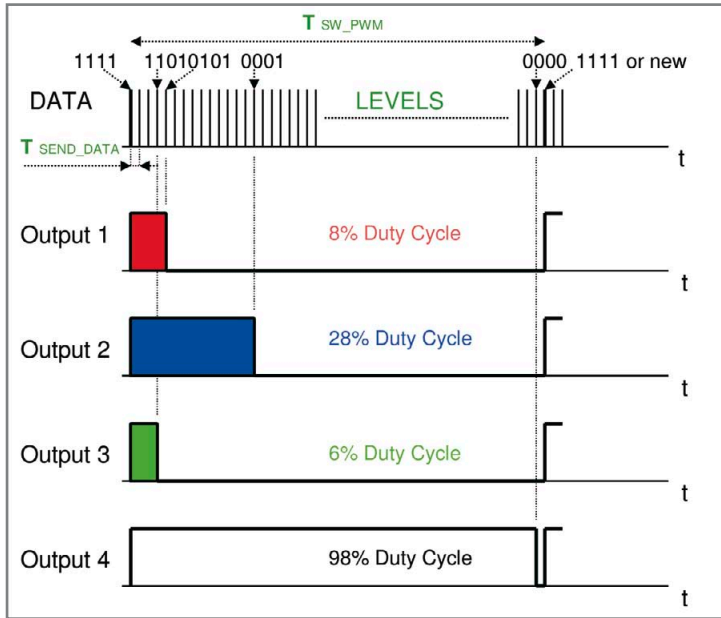 T SW_PWM
1111 11010101 0001 0000 1111 or new
DATA LEVELS
T SEND_DATA
t
Output 1 8% Duty Cycle
t
Output 2 28% Duty Cycle
t
Output 3 6% Duty Cycle
t
Output 4 98% Duty Cycle
t